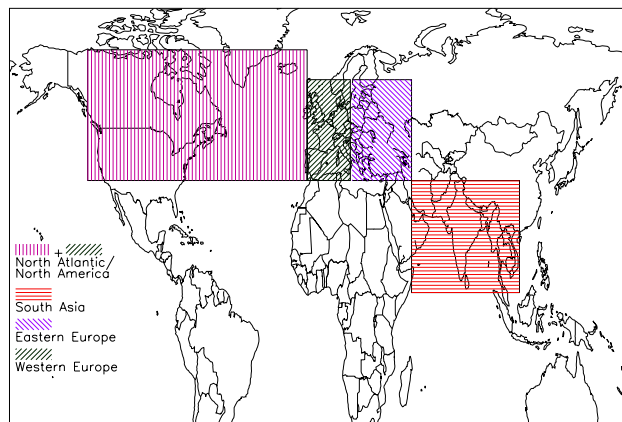 +
North Atlantic/
North America
South Asia
Eastern Europe
Western Europe